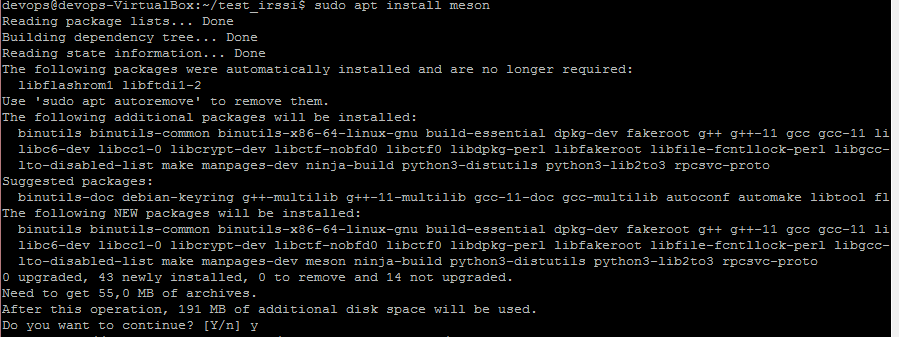 devops@devops-VirtualBox:~/test_irssi$ sudo apt install meson
Reading package lists... Done
Building dependency tree... Done
Reading state information... Done
The following packages were automatically installed and are no longer required:
  libflashrom1 libftdi1-2
Use 'sudo apt autoremove' to remove them.
The following additional packages will be installed:
  binutils binutils-common binutils-x86-64-linux-gnu build-essential dpkg-dev fakeroot g++ g++-11 gcc gcc-11 li
  libc6-dev libcc1-0 libcrypt-dev libctf-nobfd0 libctf0 libdpkg-perl libfakeroot libfile-fcntllock-perl libgcc-
  lto-disabled-list make manpages-dev ninja-build python3-distutils python3-lib2to3 rpcsvc-proto
Suggested packages:
  binutils-doc debian-keyring g++-multilib g++-11-multilib gcc-11-doc gcc-multilib autoconf automake libtool fl
The following NEW packages will be installed:
  binutils binutils-common binutils-x86-64-linux-gnu build-essential dpkg-dev fakeroot g++ g++-11 gcc gcc-11 li
  libc6-dev libcc1-0 libcrypt-dev libctf-nobfd0 libctf0 libdpkg-perl libfakeroot libfile-fcntllock-perl libgcc-
  lto-disabled-list make manpages-dev meson ninja-build python3-distutils python3-lib2to3 rpcsvc-proto
0 upgraded, 43 newly installed, 0 to remove and 14 not upgraded.
Need to get 55,0 MB of archives.
After this operation, 191 MB of additional disk space will be used.
Do you want to continue? [Y/n] y